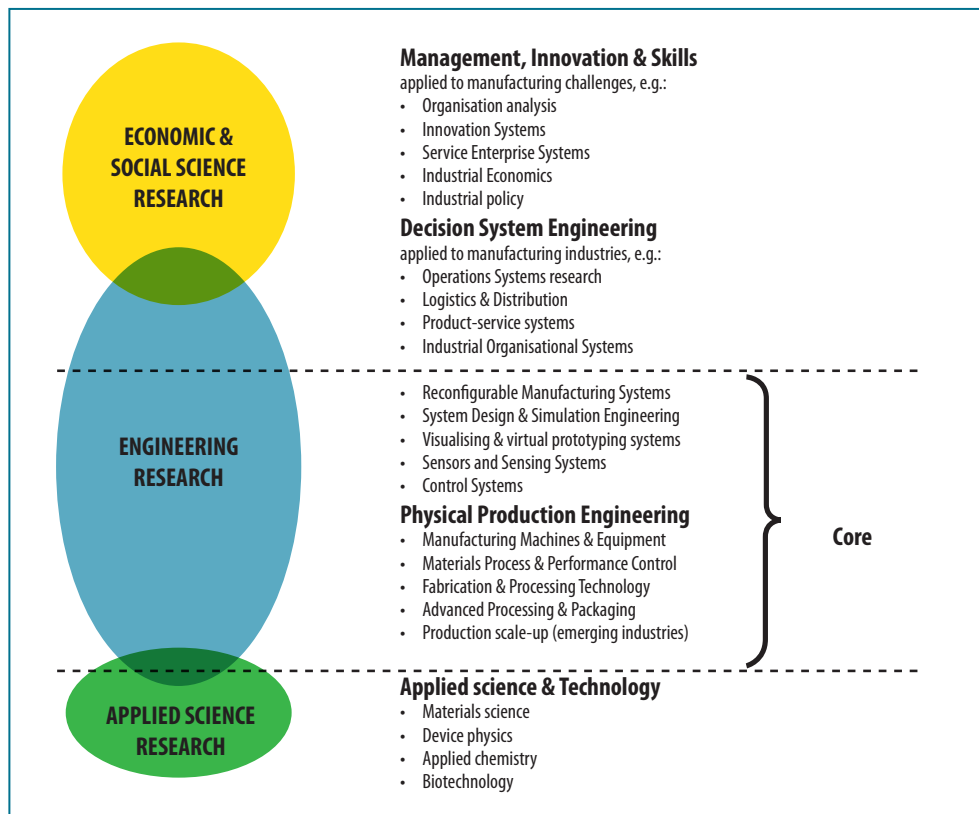 ECONOMIC &
SOCIAL SCIENCE
RESEARCH
Management, Innovation & Skills
applied to manufacturing challenges, e.g.:
• Organisation analysis
• Innovation Systems
• Service Enterprise Systems
• Industrial Economics
• Industrial policy
Decision System Engineering
applied to manufacturing industries, e.g.:
• Operations Systems research
• Logistics & Distribution
• Product-service systems
• Industrial Organisational Systems
ENGINEERING
RESEARCH
• Reconfigurable Manufacturing Systems
• System Design & Simulation Engineering
• Visualising & virtual prototyping systems
• Sensors and Sensing Systems
• Control Systems
Physical Production Engineering
• Manufacturing Machines & Equipment
• Materials Process & Performance Control
• Fabrication & Processing Technology
• Advanced Processing & Packaging
• Production scale-up (emerging industries)
Core
APPLIED SCIENCE
RESEARCH
Applied science & Technology
• Materials science
• Device physics
• Applied chemistry
• Biotechnology